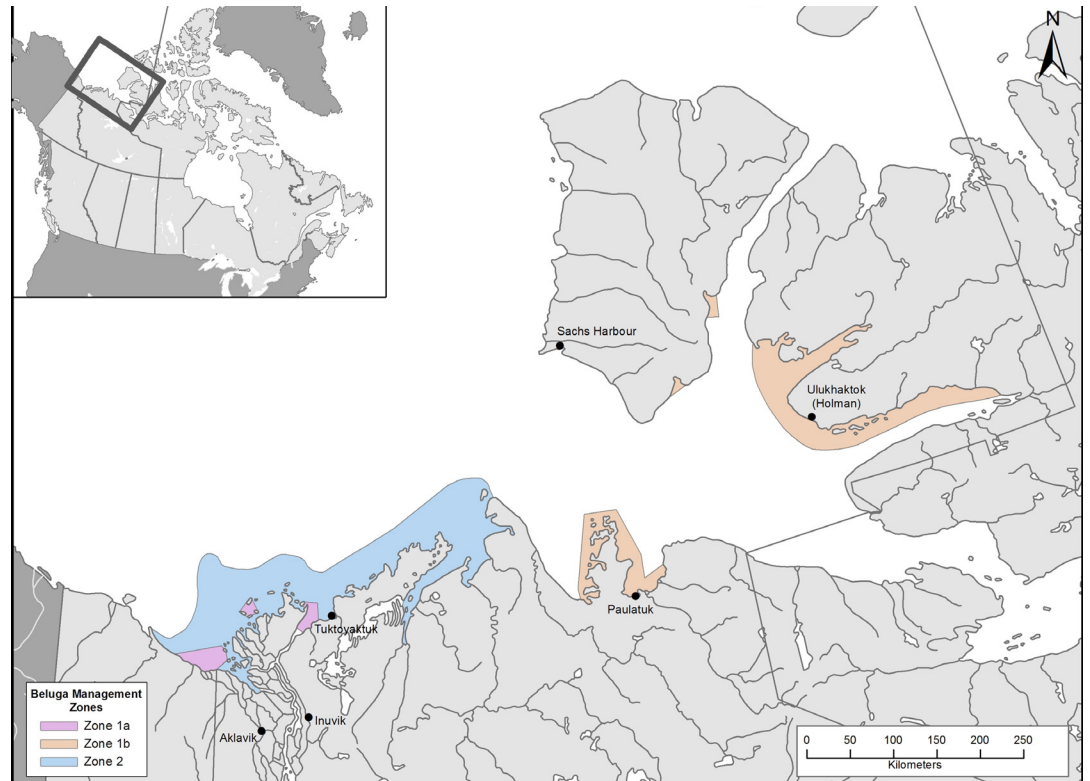 N
Sachs Harbour
Ulukhaktok
(Holman)
Paulatuk
Tuktoyaktuk
Inuvik
Aklavik
Beluga Management
Zones
Zone 1a
Zone 1b
Zone 2
0 50 100 150 200 250
Kilometers